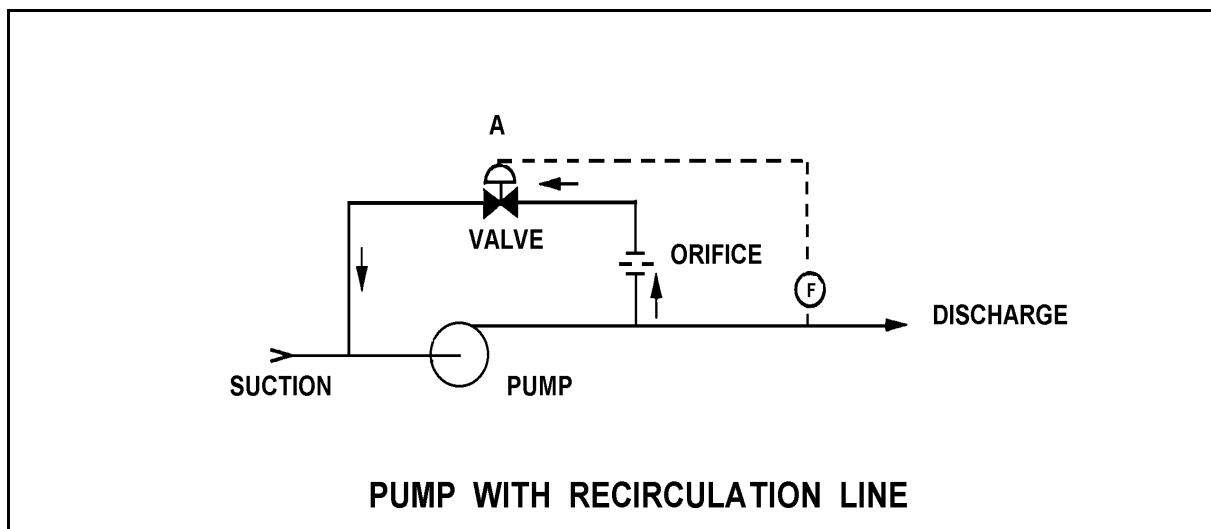 A
VALVE
ORIFICE
F
DISCHARGE
SUCTION
PUMP
PUMP WITH RECIRCULATION LINE